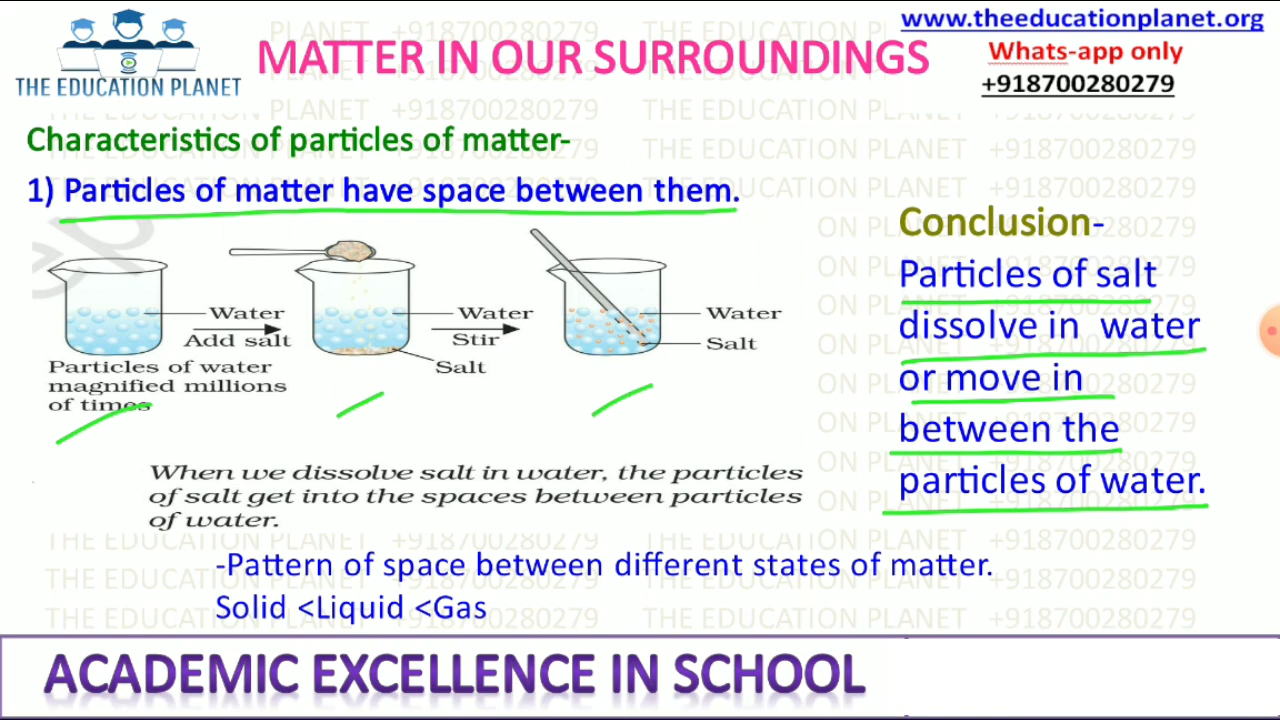 THE EDUCATION PLANET
MATTER IN OUR SURROUNDINGS
www.theeducationplanet.org
Whats-app only
+918700280279
Characteristics of particles of matter-
1) Particles of matter have space between them.
Water
Add salt
Particles of water
magnified millions
of times
Water
Stir
Salt
Water
Salt
When we dissolve salt in water, the particles
of salt get into the spaces between particles
of water.
Conclusion-
Particles of salt
dissolve in water
or move in
between the
particles of water.
-Pattern of space between different states of matter.
Solid <Liquid <Gas
ACADEMIC EXCELLENCE IN SCHOOL